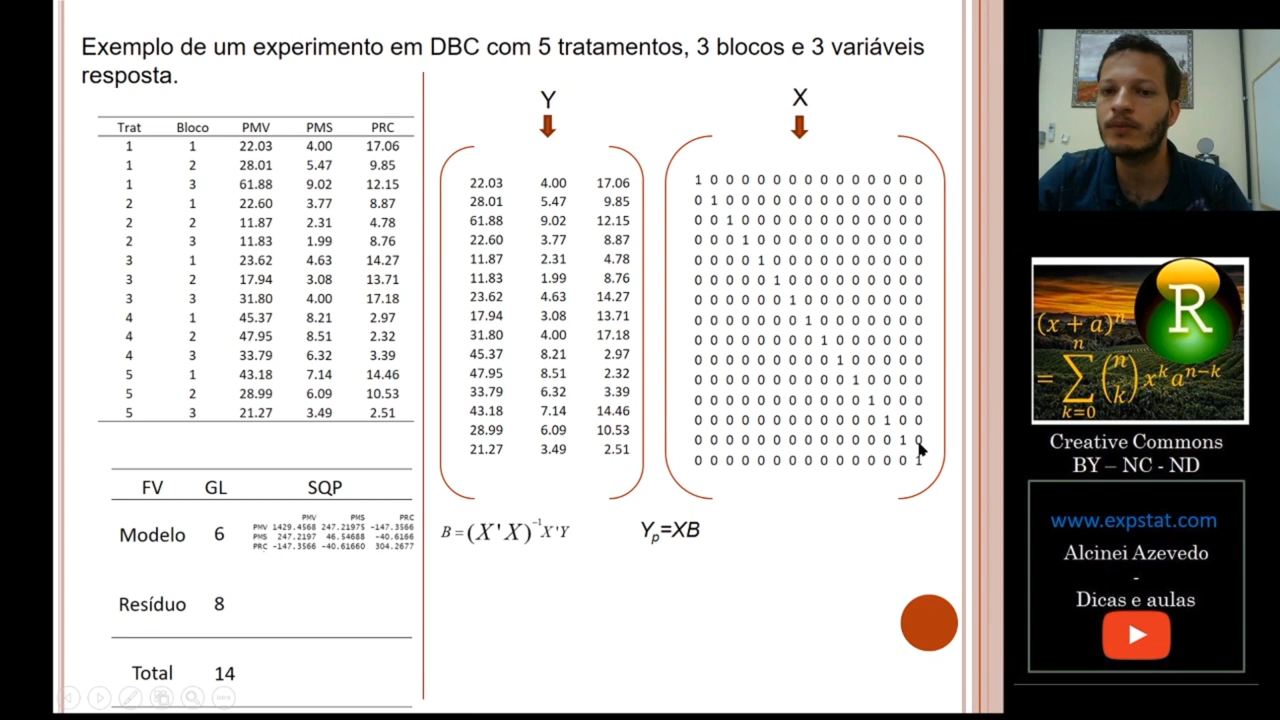 Exemplo de um experimento em DBC com 5 tratamentos, 3 blocos e 3 variáveis
resposta.
Trat Bloco PMV PMS PRC
1 1 22.03 4.00 17.06
1 2 28.01 5.47 9.85
1 3 61.88 9.02 12.15
2 1 22.60 3.77 8.87
2 2 11.87 2.31 4.78
2 3 11.83 1.99 8.76
3 1 23.62 4.63 14.27
3 2 17.94 3.08 13.71
3 3 31.80 4.00 17.18
4 1 45.37 8.21 2.97
4 2 47.95 8.51 2.32
4 3 33.79 6.32 3.39
5 1 43.18 7.14 14.46
5 2 28.99 6.09 10.53
5 3 21.27 3.49 2.51
FV GL SQP
PMV PMS PRC
Modelo 6 PMV 1429.4568 247.21975 -147.3566
PMS 247.2197 46.54688 -40.6166
PRC -147.3566 -40.61660 304.2677
Resíduo 8
Total 14
Y
22.03 4.00 17.06
28.01 5.47 9.85
61.88 9.02 12.15
22.60 3.77 8.87
11.87 2.31 4.78
11.83 1.99 8.76
23.62 4.63 14.27
17.94 3.08 13.71
31.80 4.00 17.18
45.37 8.21 2.97
47.95 8.51 2.32
33.79 6.32 3.39
43.18 7.14 14.46
28.99 6.09 10.53
21.27 3.49 2.51
X
1 0 0 0 0 0 0 0 0 0 0 0 0 0 0
0 1 0 0 0 0 0 0 0 0 0 0 0 0 0
0 0 1 0 0 0 0 0 0 0 0 0 0 0 0
0 0 0 1 0 0 0 0 0 0 0 0 0 0 0
0 0 0 0 1 0 0 0 0 0 0 0 0 0 0
0 0 0 0 0 1 0 0 0 0 0 0 0 0 0
0 0 0 0 0 0 1 0 0 0 0 0 0 0 0
0 0 0 0 0 0 0 1 0 0 0 0 0 0 0
0 0 0 0 0 0 0 0 1 0 0 0 0 0 0
0 0 0 0 0 0 0 0 0 1 0 0 0 0 0
0 0 0 0 0 0 0 0 0 0 1 0 0 0 0
0 0 0 0 0 0 0 0 0 0 0 1 0 0 0
0 0 0 0 0 0 0 0 0 0 0 0 1 0 0
0 0 0 0 0 0 0 0 0 0 0 0 0 1 0
0 0 0 0 0 0 0 0 0 0 0 0 0 0 1
B = (X'X)⁻¹X'Y
Yₚ=XB
R
(x + a)ⁿ
= ∑ₖ₌₀ⁿ (n k) xᵏaⁿ⁻ᵏ
Creative Commons
BY – NC - ND
www.expstat.com
Alcinei Azevedo
-
Dicas e aulas